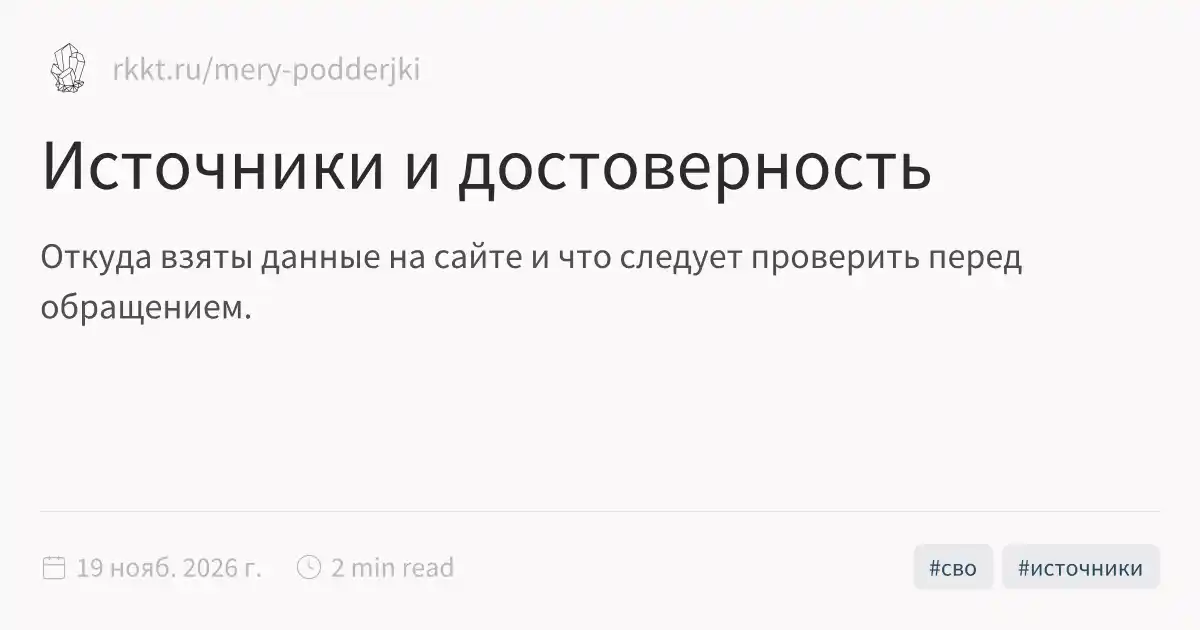 rkkt.ru/mery-podderjki
Источники и достоверность
Откуда взяты данные на сайте и что следует проверить перед
обращением.
19 нояб. 2026 г. 2 min read #сво #источники